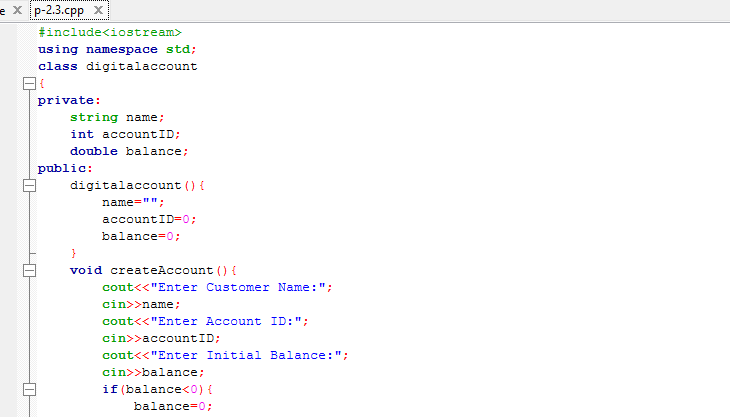 e p-2.3.cpp
#include<iostream>
using namespace std;
class digitalaccount
{
private:
    string name;
    int accountID;
    double balance;
public:
    digitalaccount(){
        name="";
        accountID=0;
        balance=0;
    }
    void createAccount(){
        cout<<"Enter Customer Name:";
        cin>>name;
        cout<<"Enter Account ID:";
        cin>>accountID;
        cout<<"Enter Initial Balance:";
        cin>>balance;
        if(balance<0){
            balance=0;